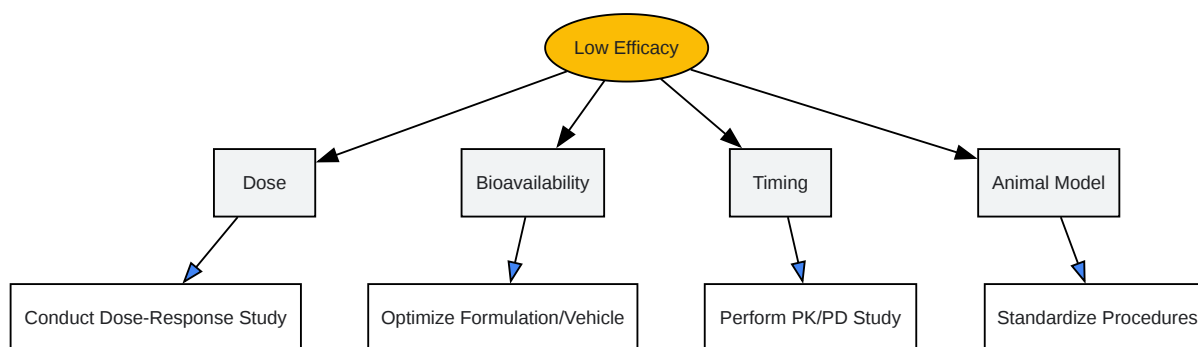 Low Efficacy
Dose
Bioavailability
Timing
Animal Model
Conduct Dose-Response Study
Optimize Formulation/Vehicle
Perform PK/PD Study
Standardize Procedures